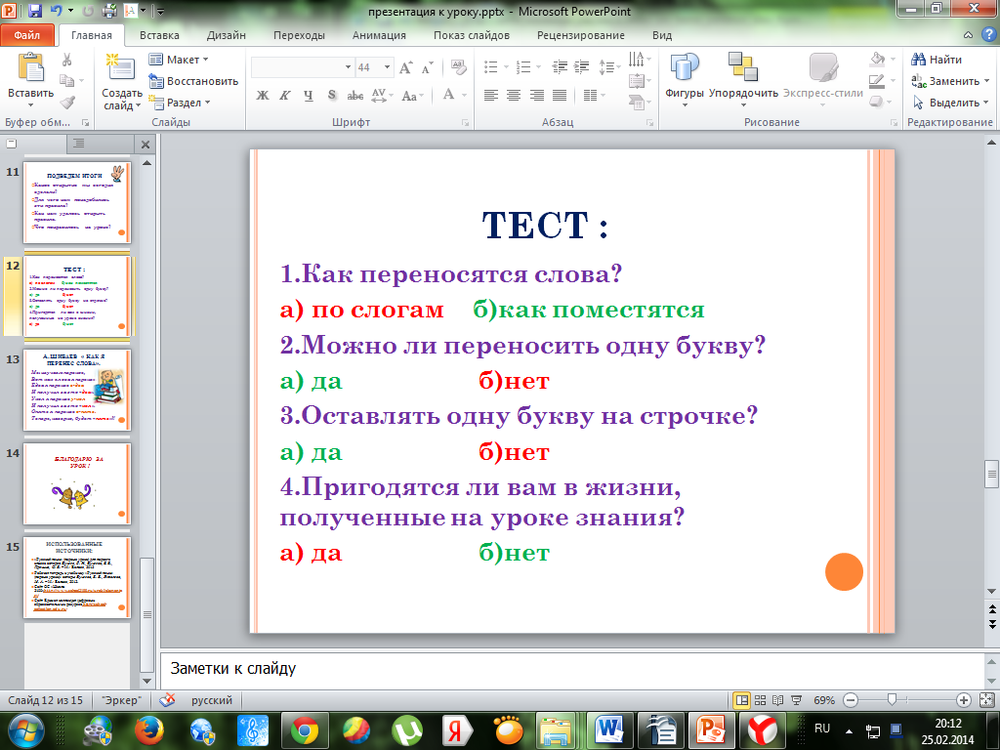 презентация к уроку.pptx - Microsoft PowerPoint
Файл Главная Вставка Дизайн Переходы Анимация Показ слайдов Рецензирование Вид
Вставить
Буфер обм...
Создать слайд
Макет
Восстановить
Раздел
Слайды
44
Ж К Ч S abc AV Aa A
Шрифт
Абзац
Фигуры Упорядочить Экспресс-стили
Рисование
Найти
Заменить
Выделить
Редактирование
11
ПОДВЕДЕМ ИТОГИ
12
ТЕСТ :
13
А.ШИБАЕВ « КАК Я
ПЕРЕНЕС СЛОВА».
14
БЛАГОДАРЮ ЗА
УРОК !
15
ИСПОЛЬЗОВАННЫЕ
ИСТОЧНИКИ:
ТЕСТ :
1.Как переносятся слова?
а) по слогам б)как поместятся
2.Можно ли переносить одну букву?
а) да б)нет
3.Оставлять одну букву на строчке?
а) да б)нет
4.Пригодятся ли вам в жизни,
полученные на уроке знания?
а) да б)нет
Заметки к слайду
Слайд 12 из 15 "Эркер" русский 69%
RU
20:12
25.02.2014